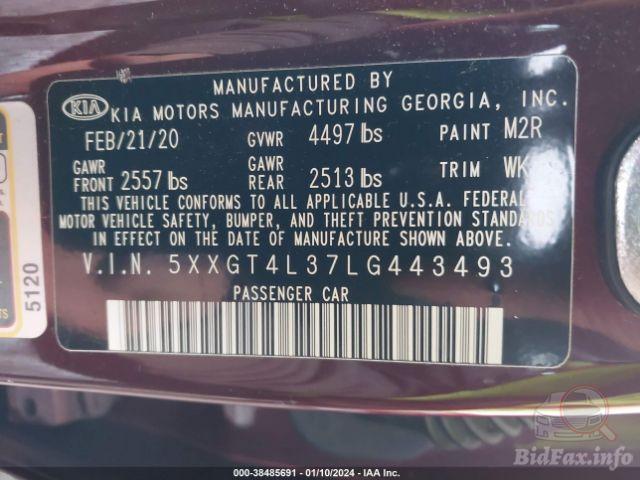 MANUFACTURED BY
KIA KIA MOTORS MANUFACTURING GEORGIA, INC.
FEB/21/20 GVWR 4497 lbs PAINT M2R
GAWR FRONT 2557 lbs GAWR REAR 2513 lbs TRIM WK
THIS VEHICLE CONFORMS TO ALL APPLICABLE U.S.A. FEDERAL
MOTOR VEHICLE SAFETY, BUMPER, AND THEFT PREVENTION STANDARDS
IN EFFECT ON THE DATE OF MANUFACTURE SHOWN ABOVE.
V.I.N. 5XXGT4L37LG443493
PASSENGER CAR
5120
000-38485691 - 01/10/2024 - IAA Inc.
BidFax.info